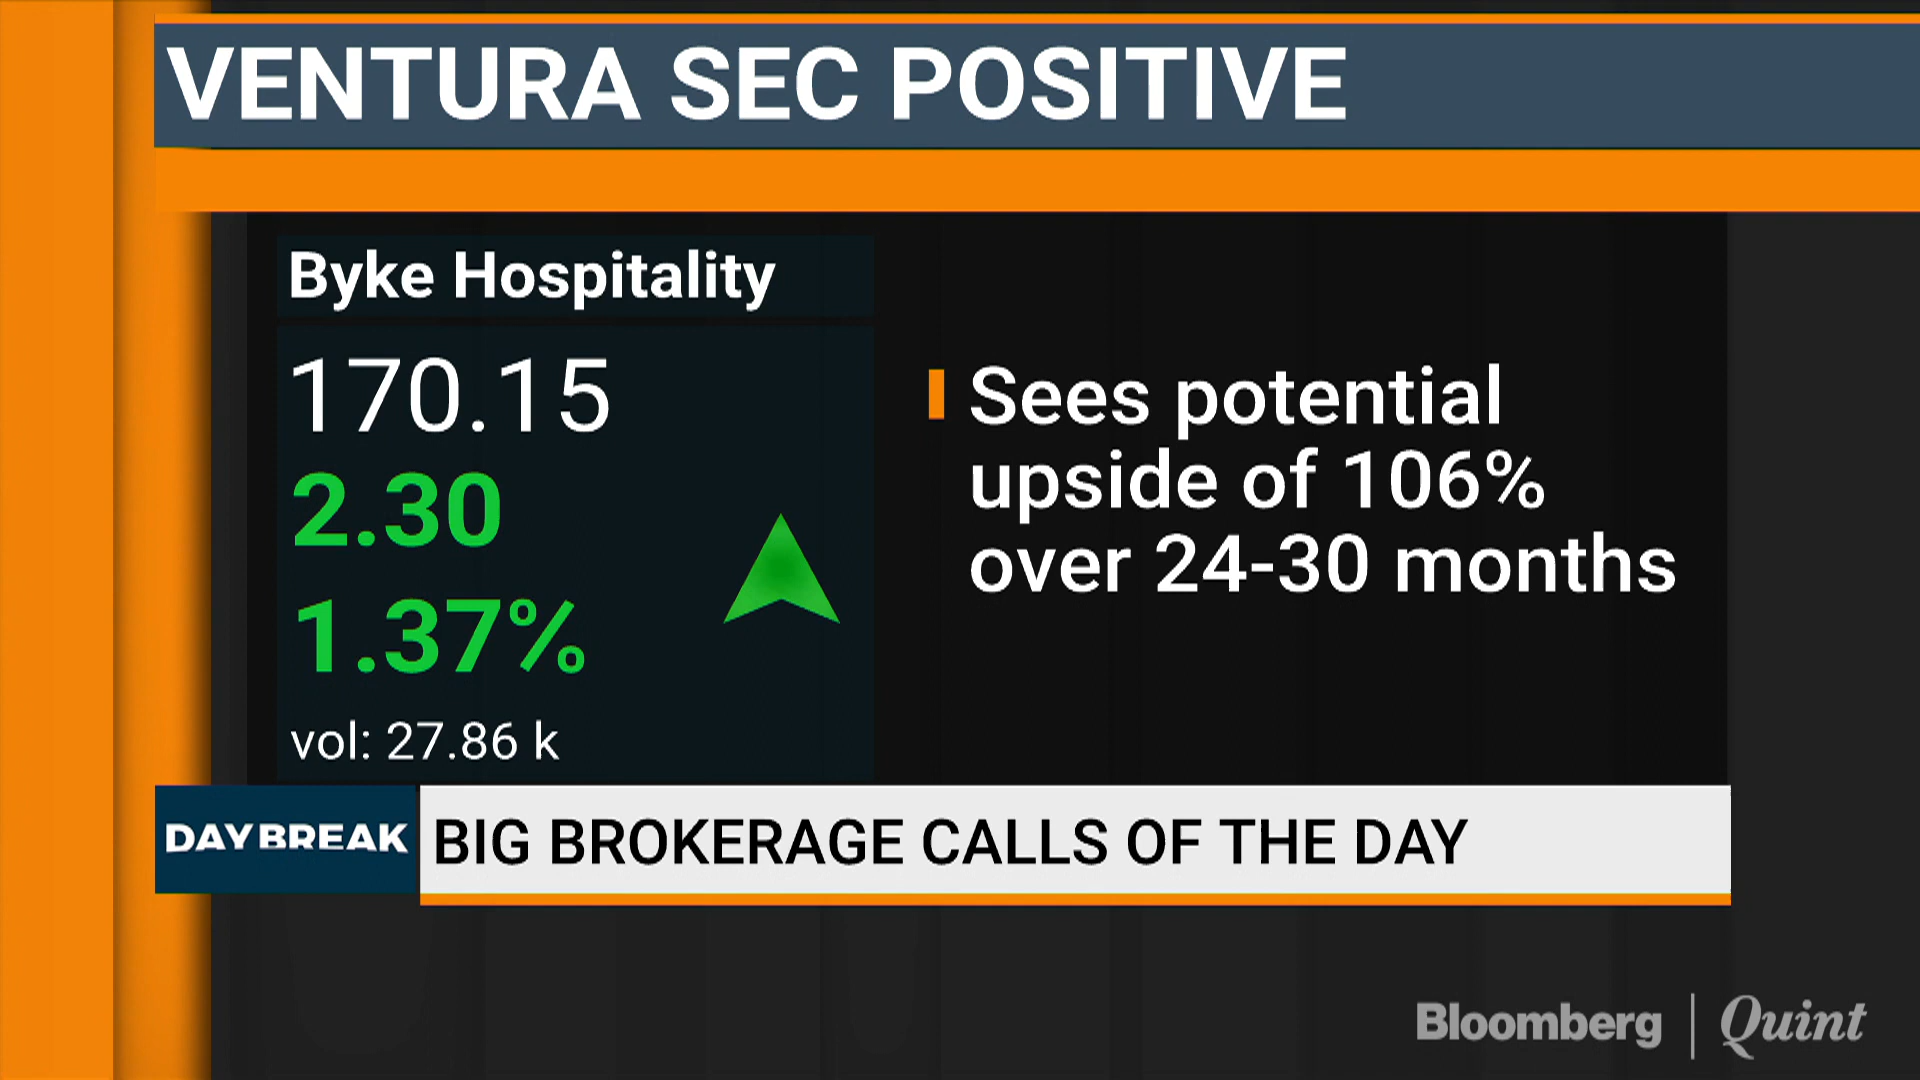 VENTURA SEC POSITIVE
Byke Hospitality
170.15
2.30
1.37%
vol: 27.86 k
Sees potential
upside of 106%
over 24-30 months
DAYBREAK
BIG BROKERAGE CALLS OF THE DAY
Bloomberg | Quint